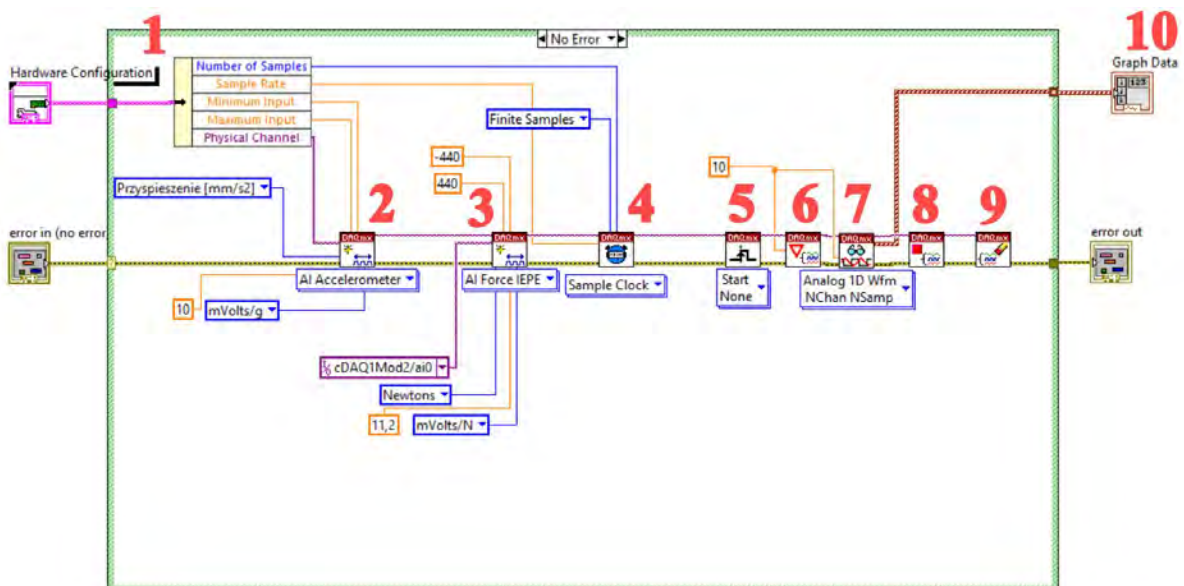 1
No Error
10
Graph Data
Hardware Configuration
Number of Samples
Sample Rate
Minimum Input
Maximum Input
Physical Channel
Finite Samples
-440
440
10
Przyspieszenie [mm/s2]
2
3
4
5
6
7
8
9
error in (no error
error out
DAQmx
DAQmx
DAQmx
DAQmx
DAQmx
DAQmx
DAQmx
DAQmx
AI Accelerometer
AI Force IEPE
Sample Clock
Start
None
Analog 1D Wfm
NChan NSamp
10
mVolts/g
cDAQ1Mod2/ai0
Newtons
11,2
mVolts/N